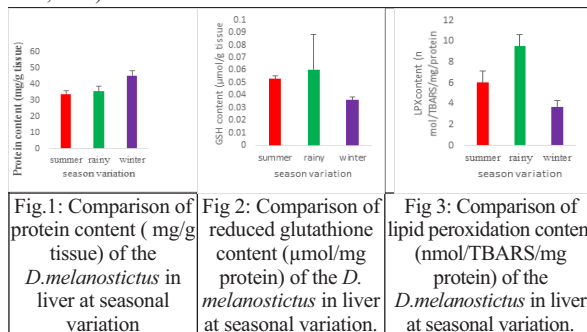 Protein content (mg/g tissue)
60
50
40
30
20
10
0
summer rainy winter
season variation
GSH content (µmol/g tissue)
0.1
0.09
0.08
0.07
0.06
0.05
0.04
0.03
0.02
0.01
0
summer rainy winter
season variation
LPXcontent (n
mol/TBARS/mg/protein
12
10
8
6
4
2
0
summer rainy winter
SEASON VARIATION
Fig.1: Comparison of
protein content ( mg/g
tissue) of the
D.melanostictus in
liver at seasonal
variation
Fig 2: Comparison of
reduced glutathione
content (µmol/mg
protein) of the D.
melanostictus in liver
at seasonal variation.
Fig 3: Comparison of
lipid peroxidation conten
(nmol/TBARS/mg
protein) of the
D.melanostictus in liver
at seasonal variation.